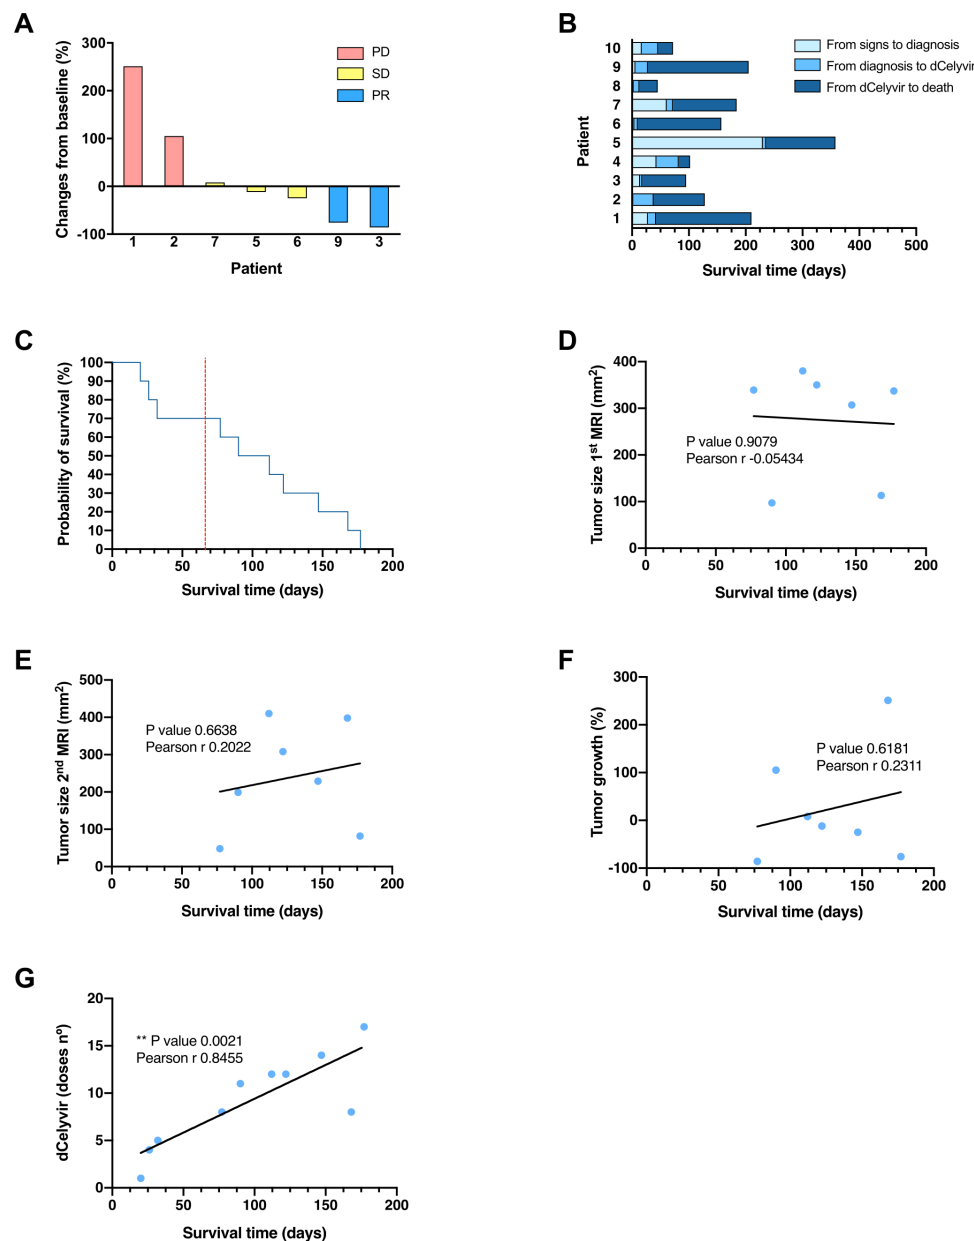 A
Changes from baseline (%)
300
200
100
0
-100
1 2 7 5 6 9 3
Patient
PD
SD
PR
B
Patient
10
9
8
7
6
5
4
3
2
1
0 100 200 300 400 500
Survival time (days)
From signs to diagnosis
From diagnosis to dCelyvir
From dCelyvir to death
C
Probability of survival (%)
100
90
80
70
60
50
40
30
20
10
0
0 50 100 150 200
Survival time (days)
D
Tumor size 1st MRI (mm2)
400
300
200
100
0
P value 0.9079
Pearson r -0.05434
0 50 100 150 200
Survival time (days)
E
Tumor size 2nd MRI (mm2)
500
400
300
200
100
0
P value 0.6638
Pearson r 0.2022
0 50 100 150 200
Survival time (days)
F
Tumor growth (%)
300
200
100
0
-100
P value 0.6181
Pearson r 0.2311
0 50 100 150 200
Survival time (days)
G
dCelyvir (doses nº)
20
15
10
5
0
** P value 0.0021
Pearson r 0.8455
0 50 100 150 200
Survival time (days)